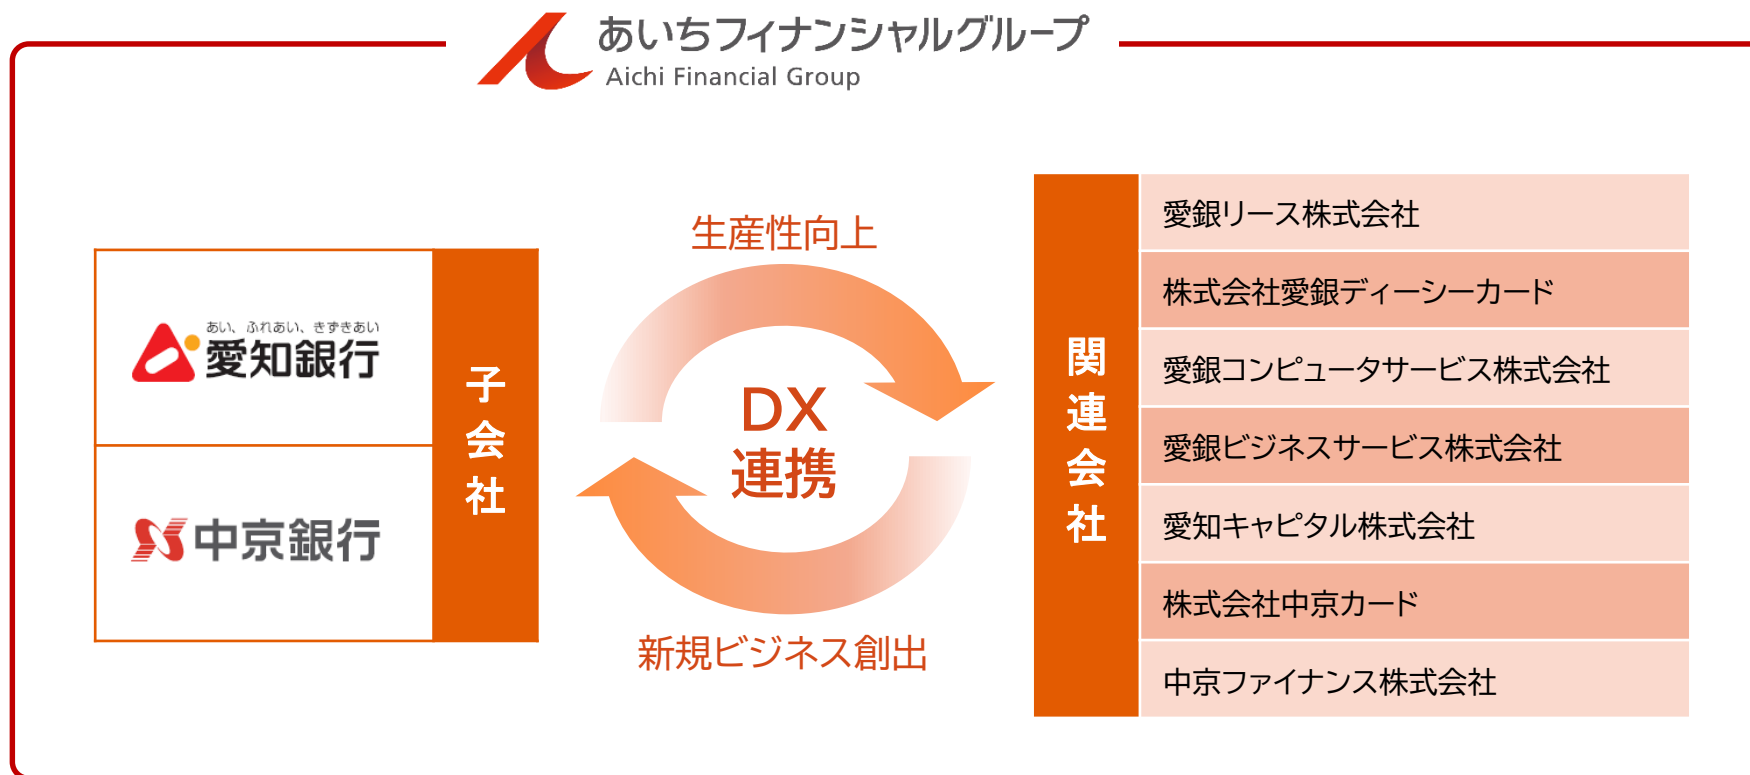 あいちフィナンシャルグループ
Aichi Financial Group
あい、ふれあい、きずきあい
愛知銀行
中京銀行
子会社
生産性向上
DX
連携
新規ビジネス創出
関連会社
愛銀リース株式会社
株式会社愛銀ディーシーカード
愛銀コンピュータサービス株式会社
愛銀ビジネスサービス株式会社
愛知キャピタル株式会社
株式会社中京カード
中京ファイナンス株式会社